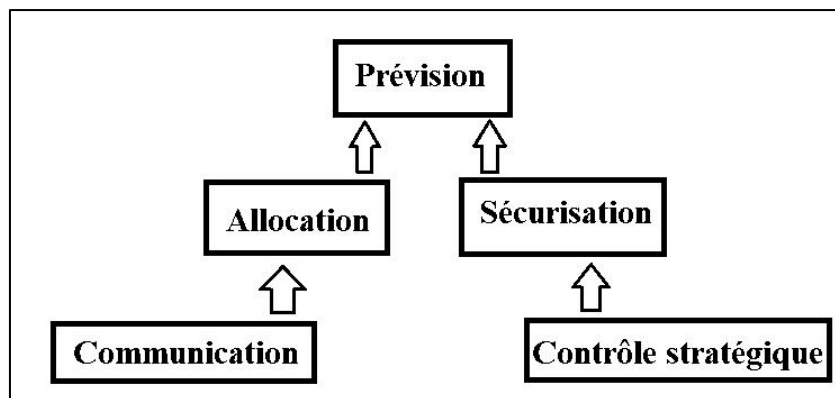 Prévision
Allocation
Sécurisation
Communication
Contrôle stratégique